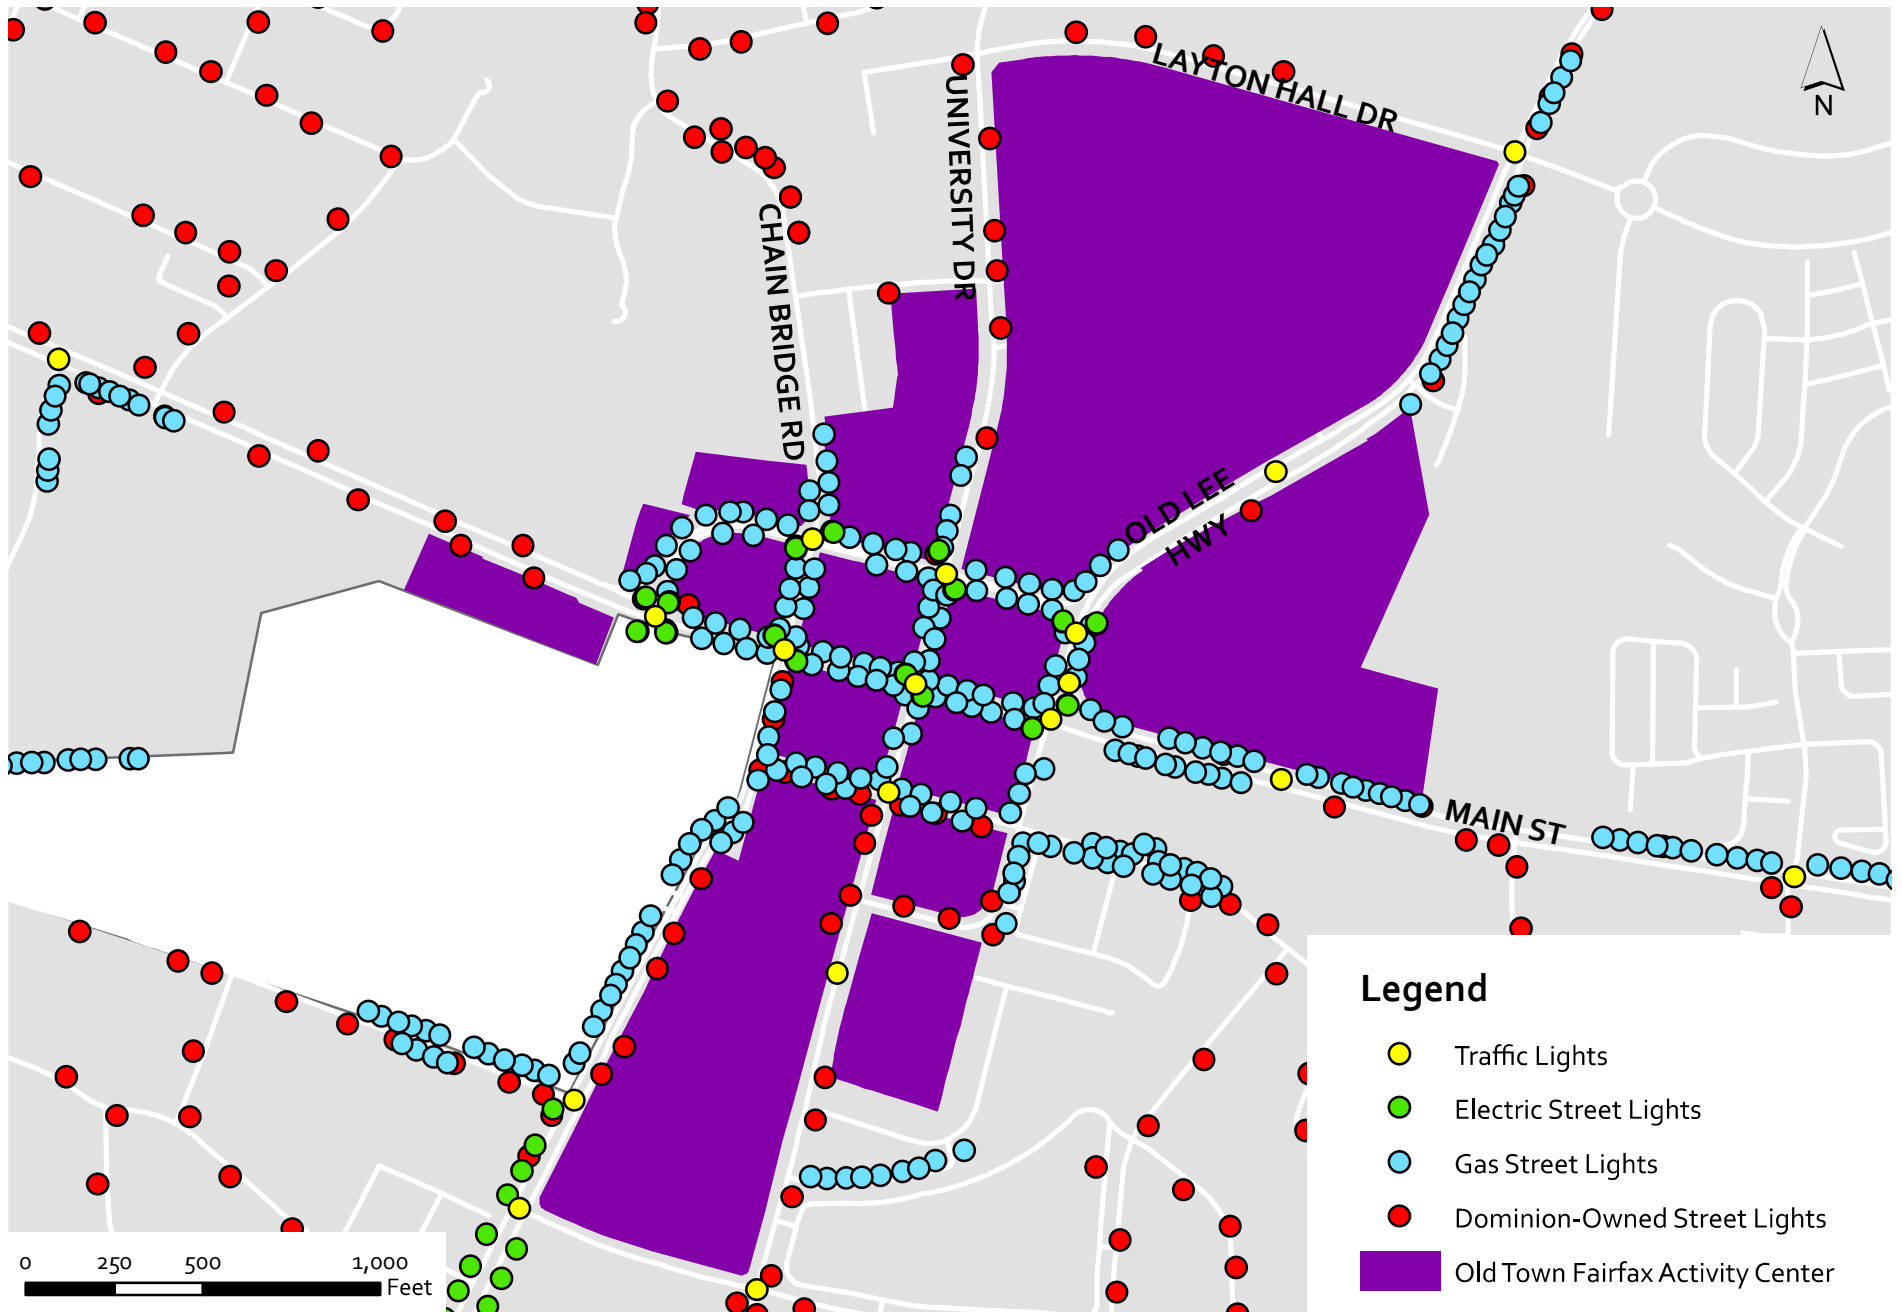 LAYTON HALL DR
N
UNIVERSITY DR
CHAIN BRIDGE RD
OLD LEE
HWY
MAIN ST
Legend
Traffic Lights
Electric Street Lights
Gas Street Lights
Dominion-Owned Street Lights
Old Town Fairfax Activity Center
0 250 500 1,000
Feet